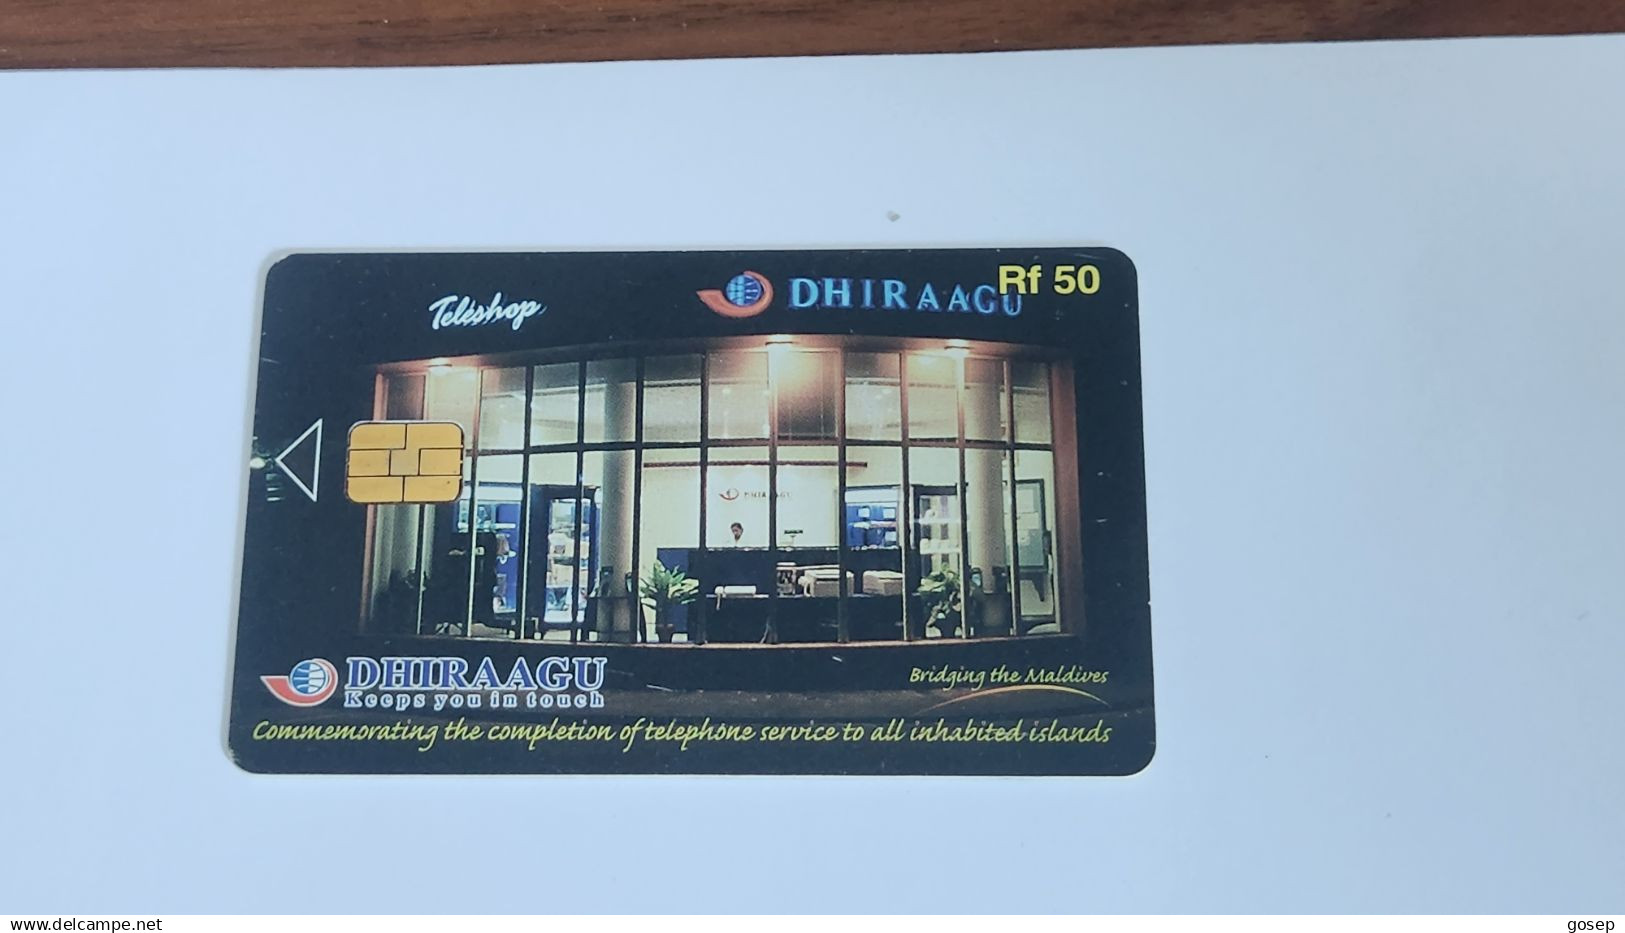 Teleshop
DHIRAAGU
Rf 50
DHIRAAGU
DHIRAAGU
Keeps you in touch
Bridging the Maldives
Commemorating the completion of telephone service to all inhabited islands
www.delcampe.net
gosep